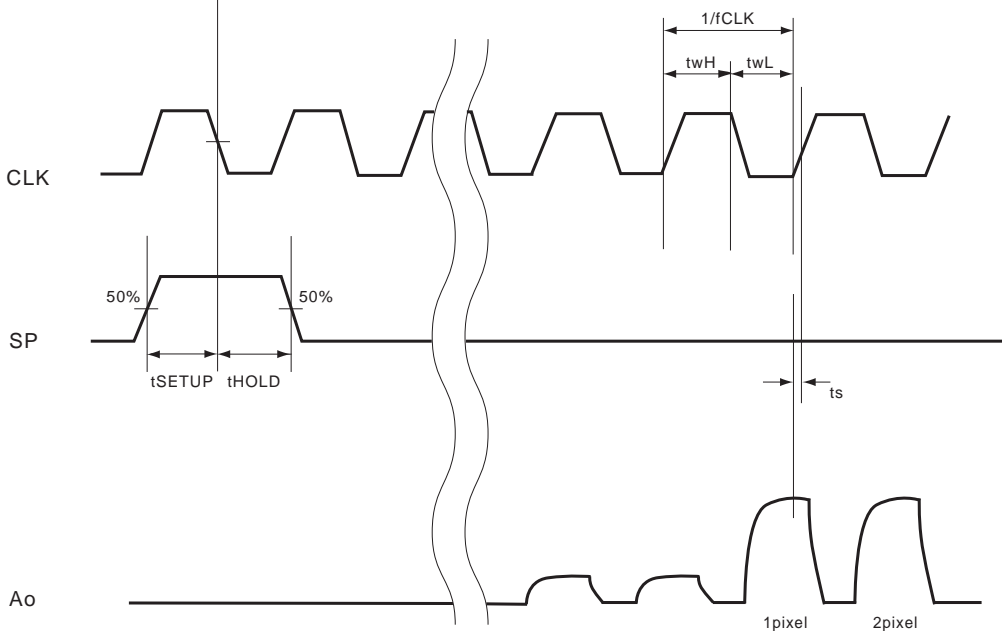 1/fCLK
twH twL
CLK
50% 50%
SP
tSETUP tHOLD
ts
Ao
1pixel 2pixel